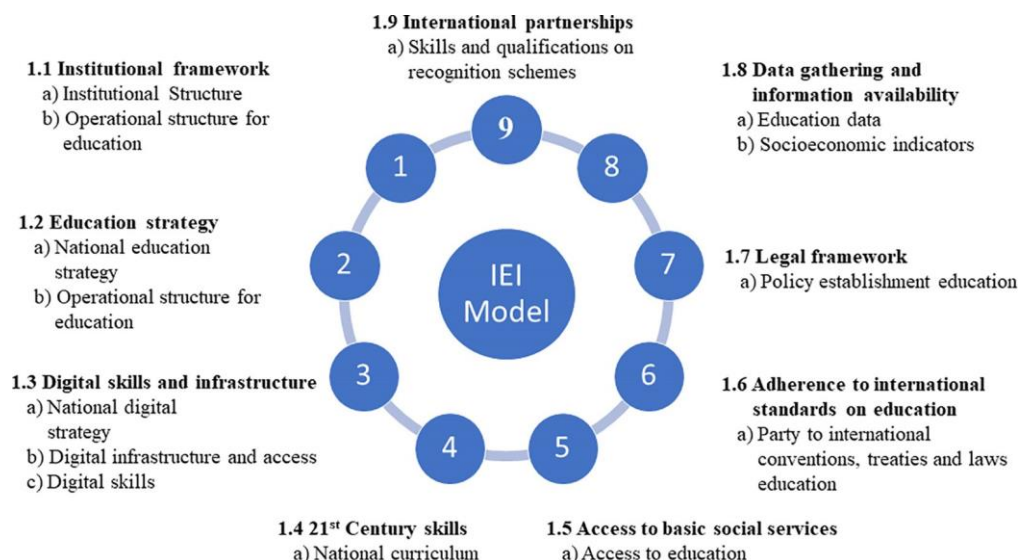 1.9 International partnerships
a) Skills and qualifications on
recognition schemes
1.1 Institutional framework
a) Institutional Structure
b) Operational structure for
education
1.8 Data gathering and
information availability
a) Education data
b) Socioeconomic indicators
1.2 Education strategy
a) National education
strategy
b) Operational structure for
education
1.7 Legal framework
a) Policy establishment education
1.3 Digital skills and infrastructure
a) National digital
strategy
b) Digital infrastructure and access
c) Digital skills
1.6 Adherence to international
standards on education
a) Party to international
conventions, treaties and laws
education
1.4 21st Century skills
a) National curriculum
1.5 Access to basic social services
a) Access to education
9
1
8
2
7
IEI
Model
3
6
4
5